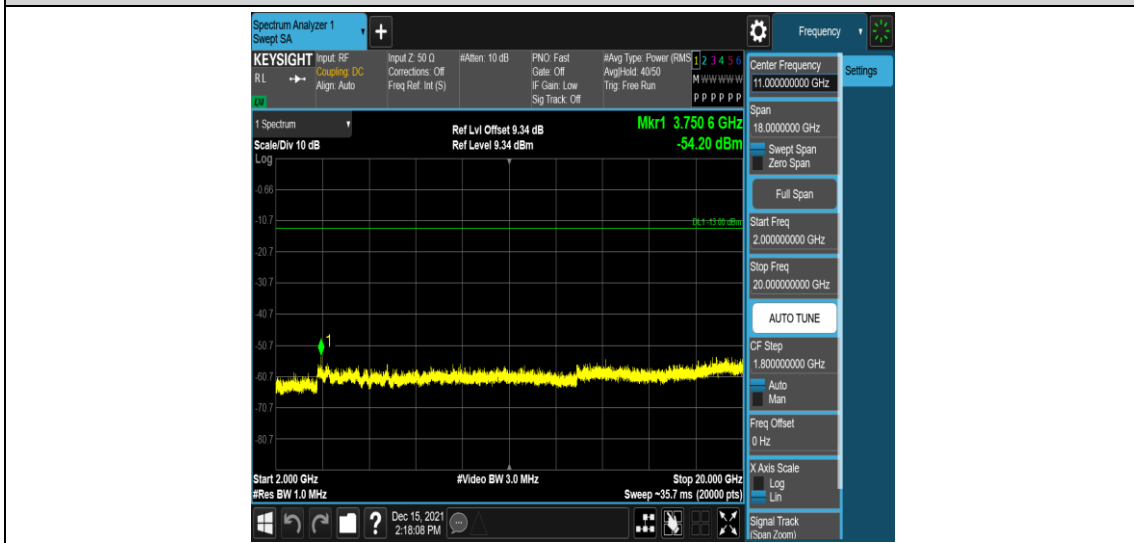 Spectrum Analyzer 1
Swept SA
+
Frequency
KEYSIGHT
RL
Input: RF
Coupling: DC
Align: Auto
Input Z: 50 Ω
Corrections: Off
Freq Ref: Int (S)
#Atten: 10 dB
PNO: Fast
Gate: Off
IF Gain: Low
Sig Track: Off
#Avg Type: Power (RMS
Avg|Hold: 40/50
Trig: Free Run
1 2 3 4 5 6
M W W W W W
P P P P P P
1 Spectrum
Scale/Div 10 dB
Ref Lvl Offset 9.34 dB
Ref Level 9.34 dBm
Mkr1 3.750 6 GHz
-54.20 dBm
Log
-0.66
-10.7
DL1 -13.00 dBm
-20.7
-30.7
-40.7
-50.7
1
-60.7
-70.7
-80.7
Start 2.000 GHz
#Video BW 3.0 MHz
Stop 20.000 GHz
#Res BW 1.0 MHz
Sweep ~35.7 ms (20000 pts)
Center Frequency
11.000000000 GHz
Settings
Span
18.0000000 GHz
Swept Span
Zero Span
Full Span
Start Freq
2.000000000 GHz
Stop Freq
20.000000000 GHz
AUTO TUNE
CF Step
1.800000000 GHz
Auto
Man
Freq Offset
0 Hz
X Axis Scale
Log
Lin
Signal Track
(Span Zoom)
?
Dec 15, 2021
2:18:08 PM